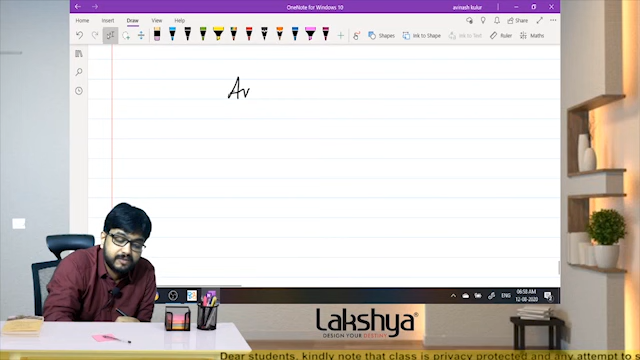 OneNote for Windows 10
avinash kulur
Home Insert Draw View Help
Share
Shapes Ink to Shape Ink to Text Ruler Maths
Av
ENG
06:58 AM
12-08-2020
Lakshya®
DESIGN YOUR DESTINY
Dear students, kindly note that class is privacy protected and any attempt to